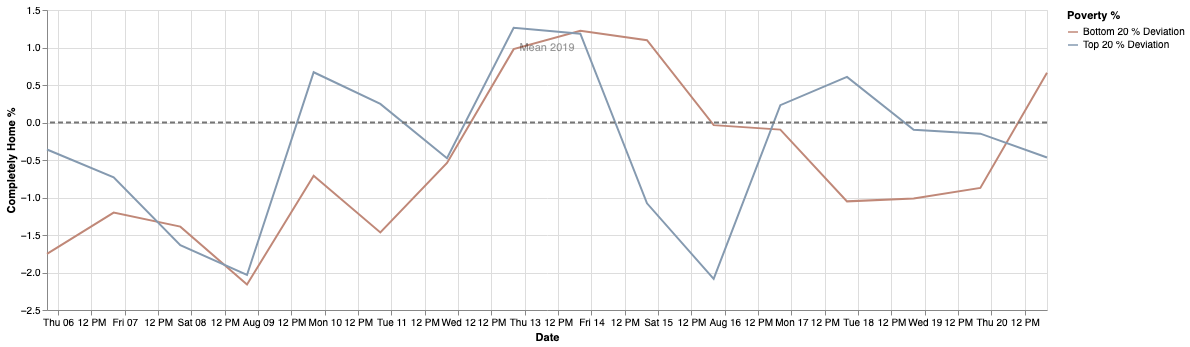 Poverty %
Bottom 20 % Deviation
Top 20 % Deviation
1.5
1.0
0.5
0.0
−0.5
−1.0
−1.5
−2.0
−2.5
Completely Home %
Mean 2019
Thu 06 12 PM Fri 07 12 PM Sat 08 12 PM Aug 09 12 PM Mon 10 12 PM Tue 11 12 PM Wed 12 12 PM Thu 13 12 PM Fri 14 12 PM Sat 15 12 PM Aug 16 12 PM Mon 17 12 PM Tue 18 12 PM Wed 19 12 PM Thu 20 12 PM
Date